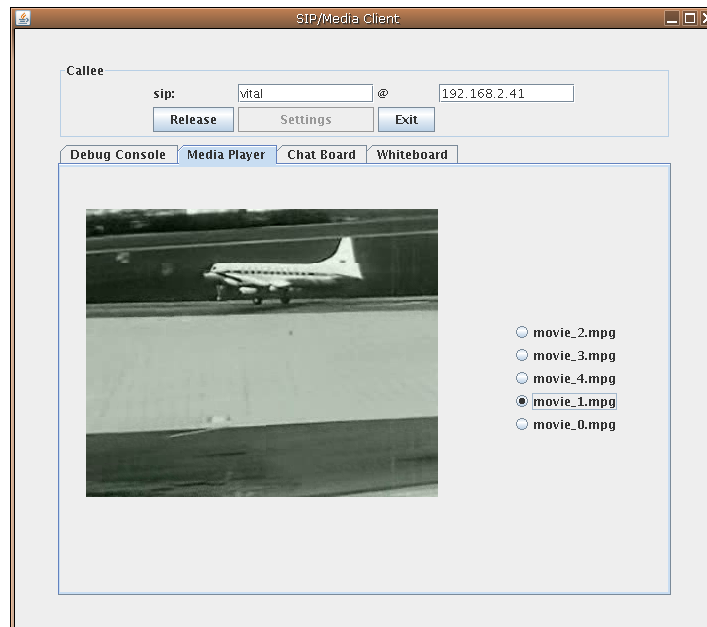 SIP/Media Client
Callee
sip: vital @ 192.168.2.41
Release Settings Exit
Debug Console Media Player Chat Board Whiteboard
movie_2.mpg
movie_3.mpg
movie_4.mpg
movie_1.mpg
movie_0.mpg